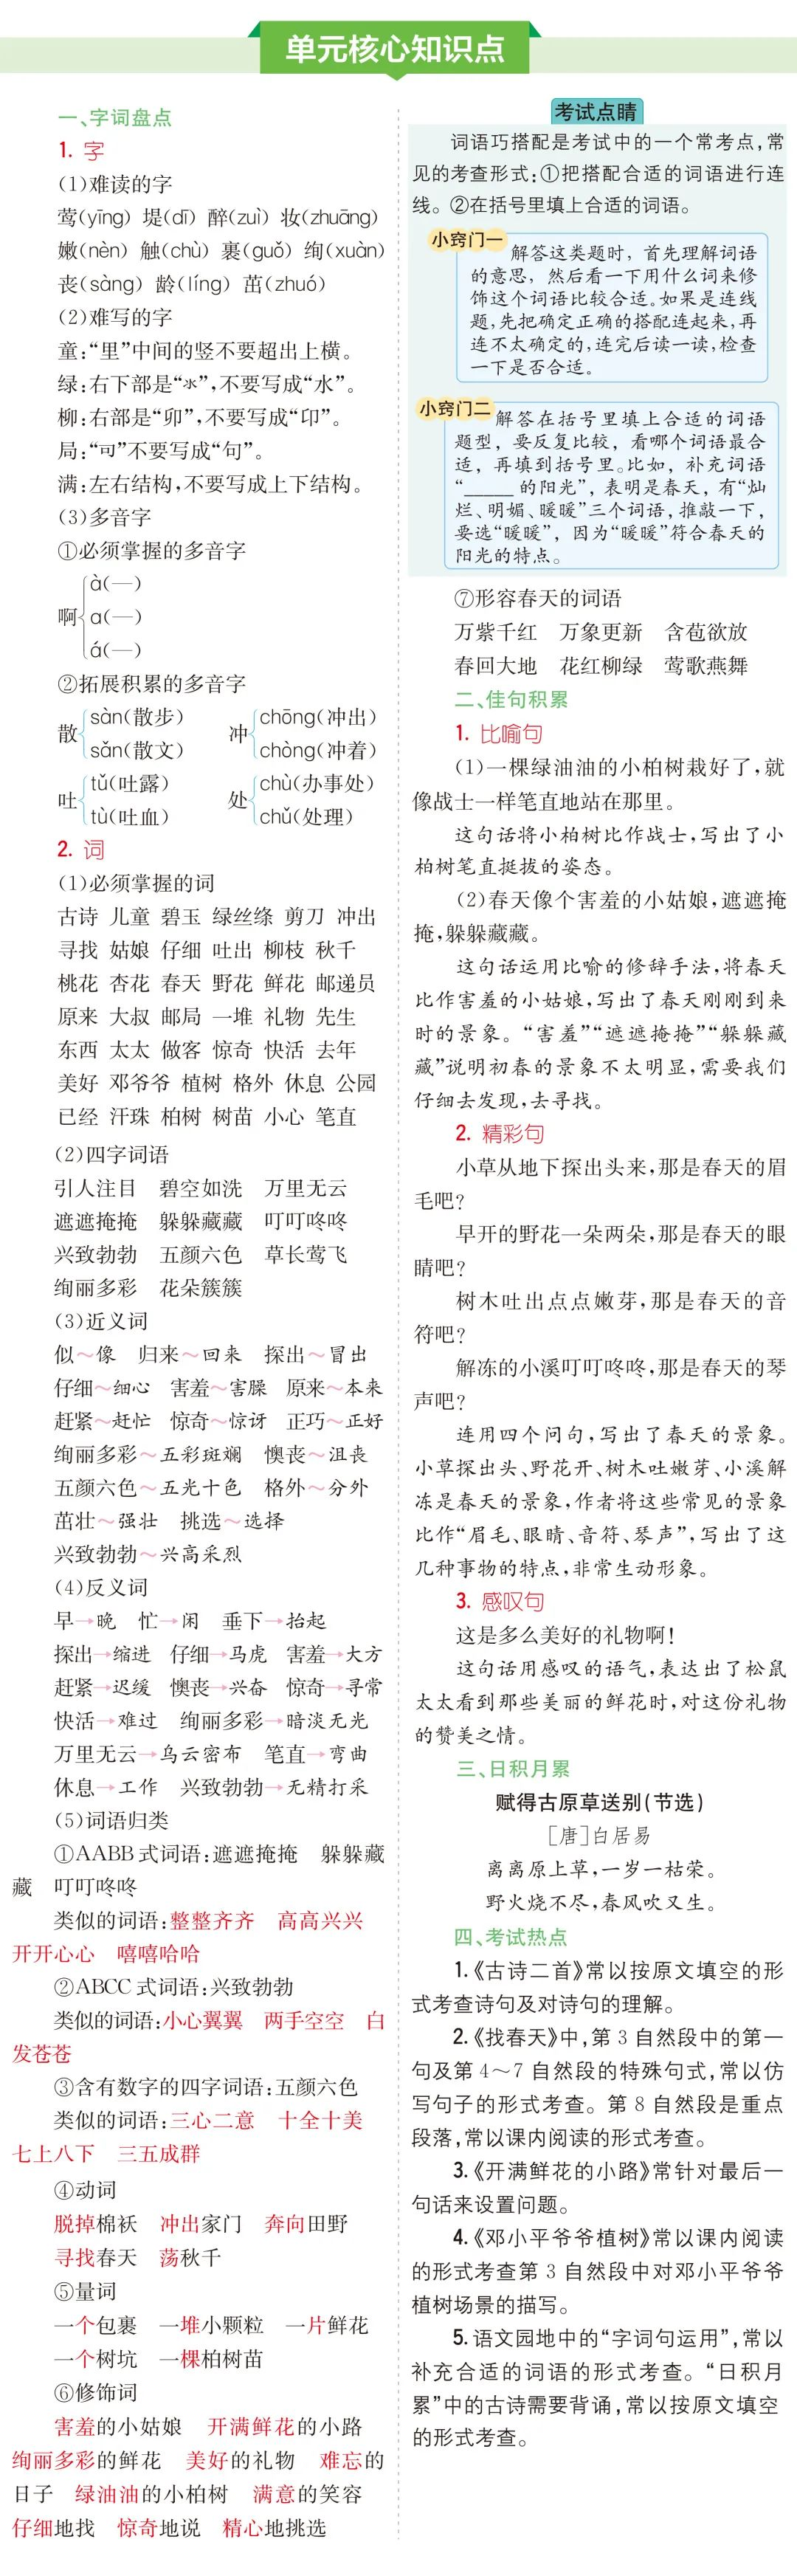 单元核心知识点
一、字词盘点
1. 字
(1)难读的字
莺(yīng) 堤(dī) 醉(zuì) 妆(zhuāng)
嫩(nèn) 触(chù) 裹(guǒ) 绚(xuàn)
丧(sàng) 龄(líng) 茁(zhuó)
(2)难写的字
童:“里”中间的竖不要超出上横。
绿:右下部是“氺”,不要写成“水”。
柳:右部是“卯”,不要写成“卬”。
局:“可”不要写成“句”。
满:左右结构,不要写成上下结构。
(3)多音字
①必须掌握的多音字
à(—)
啊 ɑ(—)
á(—)
②拓展积累的多音字
散 sàn(散步) sǎn(散文) 冲 chōng(冲出) chòng(冲着)
吐 tǔ(吐露) tù(吐血) 处 chù(办事处) chǔ(处理)
2. 词
(1)必须掌握的词
古诗 儿童 碧玉 绿丝绦 剪刀 冲出
寻找 姑娘 仔细 吐出 柳枝 秋千
桃花 杏花 春天 野花 鲜花 邮递员
原来 大叔 邮局 一堆 礼物 先生
东西 太太 做客 惊奇 快活 去年
美好 邓爷爷 植树 格外 休息 公园
已经 汗珠 柏树 树苗 小心 笔直
(2)四字词语
引人注目 碧空如洗 万里无云
遮遮掩掩 躲躲藏藏 叮叮咚咚
兴致勃勃 五颜六色 草长莺飞
绚丽多彩 花朵簇簇
(3)近义词
似～像 归来～回来 探出～冒出
仔细～细心 害羞～害臊 原来～本来
赶紧～赶忙 惊奇～惊讶 正巧～正好
绚丽多彩～五彩斑斓 懊丧～沮丧
五颜六色～五光十色 格外～分外
茁壮～强壮 挑选～选择
兴致勃勃～兴高采烈
(4)反义词
早→晚 忙→闲 垂下→抬起
探出→缩进 仔细→马虎 害羞→大方
赶紧→迟缓 懊丧→兴奋 惊奇→寻常
快活→难过 绚丽多彩→暗淡无光
万里无云→乌云密布 笔直→弯曲
休息→工作 兴致勃勃→无精打采
(5)词语归类
①AABB式词语:遮遮掩掩 躲躲藏
藏 叮叮咚咚
类似的词语:整整齐齐 高高兴兴
开开心心 嘻嘻哈哈
②ABCC式词语:兴致勃勃
类似的词语:小心翼翼 两手空空 白
发苍苍
③含有数字的四字词语:五颜六色
类似的词语:三心二意 十全十美
七上八下 三五成群
④动词
脱掉棉袄 冲出家门 奔向田野
寻找春天 荡秋千
⑤量词
一个包裹 一堆小颗粒 一片鲜花
一个树坑 一棵柏树苗
⑥修饰词
害羞的小姑娘 开满鲜花的小路
绚丽多彩的鲜花 美好的礼物 难忘的
日子 绿油油的小柏树 满意的笑容
仔细地找 惊奇地说 精心地挑选
考试点睛
词语巧搭配是考试中的一个常考点,常
见的考查形式:①把搭配合适的词语进行连
线。②在括号里填上合适的词语。
小窍门一
解答这类题时,首先理解词语
的意思,然后看一下用什么词来修
饰这个词语比较合适。如果是连线
题,先把确定正确的搭配连起来,再
连不太确定的,连完后读一读,检查
一下是否合适。
小窍门二
解答在括号里填上合适的词语
题型,要反复比较,看哪个词语最合
适,再填到括号里。比如,补充词语
“_____的阳光”,表明是春天,有“灿
烂、明媚、暖暖”三个词语,推敲一下,
要选“暖暖”,因为“暖暖”符合春天的
阳光的特点。
⑦形容春天的词语
万紫千红 万象更新 含苞欲放
春回大地 花红柳绿 莺歌燕舞
二、佳句积累
1. 比喻句
(1)一棵绿油油的小柏树栽好了,就
像战士一样笔直地站在那里。
这句话将小柏树比作战士,写出了小
柏树笔直挺拔的姿态。
(2)春天像个害羞的小姑娘,遮遮掩
掩,躲躲藏藏。
这句话运用比喻的修辞手法,将春天
比作害羞的小姑娘,写出了春天刚刚到来
时的景象。“害羞”“遮遮掩掩”“躲躲藏
藏”说明初春的景象不太明显,需要我们
仔细去发现,去寻找。
2. 精彩句
小草从地下探出头来,那是春天的眉
毛吧?
早开的野花一朵两朵,那是春天的眼
睛吧?
树木吐出点点嫩芽,那是春天的音
符吧?
解冻的小溪叮叮咚咚,那是春天的琴
声吧?
连用四个问句,写出了春天的景象。
小草探出头、野花开、树木吐嫩芽、小溪解
冻是春天的景象,作者将这些常见的景象
比作“眉毛、眼睛、音符、琴声”,写出了这
几种事物的特点,非常生动形象。
3. 感叹句
这是多么美好的礼物啊!
这句话用感叹的语气,表达出了松鼠
太太看到那些美丽的鲜花时,对这份礼物
的赞美之情。
三、日积月累
赋得古原草送别(节选)
[唐]白居易
离离原上草,一岁一枯荣。
野火烧不尽,春风吹又生。
四、考试热点
1.《古诗二首》常以按原文填空的形
式考查诗句及对诗句的理解。
2.《找春天》中,第3自然段中的第一
句及第4～7自然段的特殊句式,常以仿
写句子的形式考查。第8自然段是重点
段落,常以课内阅读的形式考查。
3.《开满鲜花的小路》常针对最后一
句话来设置问题。
4.《邓小平爷爷植树》常以课内阅读
的形式考查第3自然段中对邓小平爷爷
植树场景的描写。
5.语文园地中的“字词句运用”,常以
补充合适的词语的形式考查。“日积月
累”中的古诗需要背诵,常以按原文填空
的形式考查。